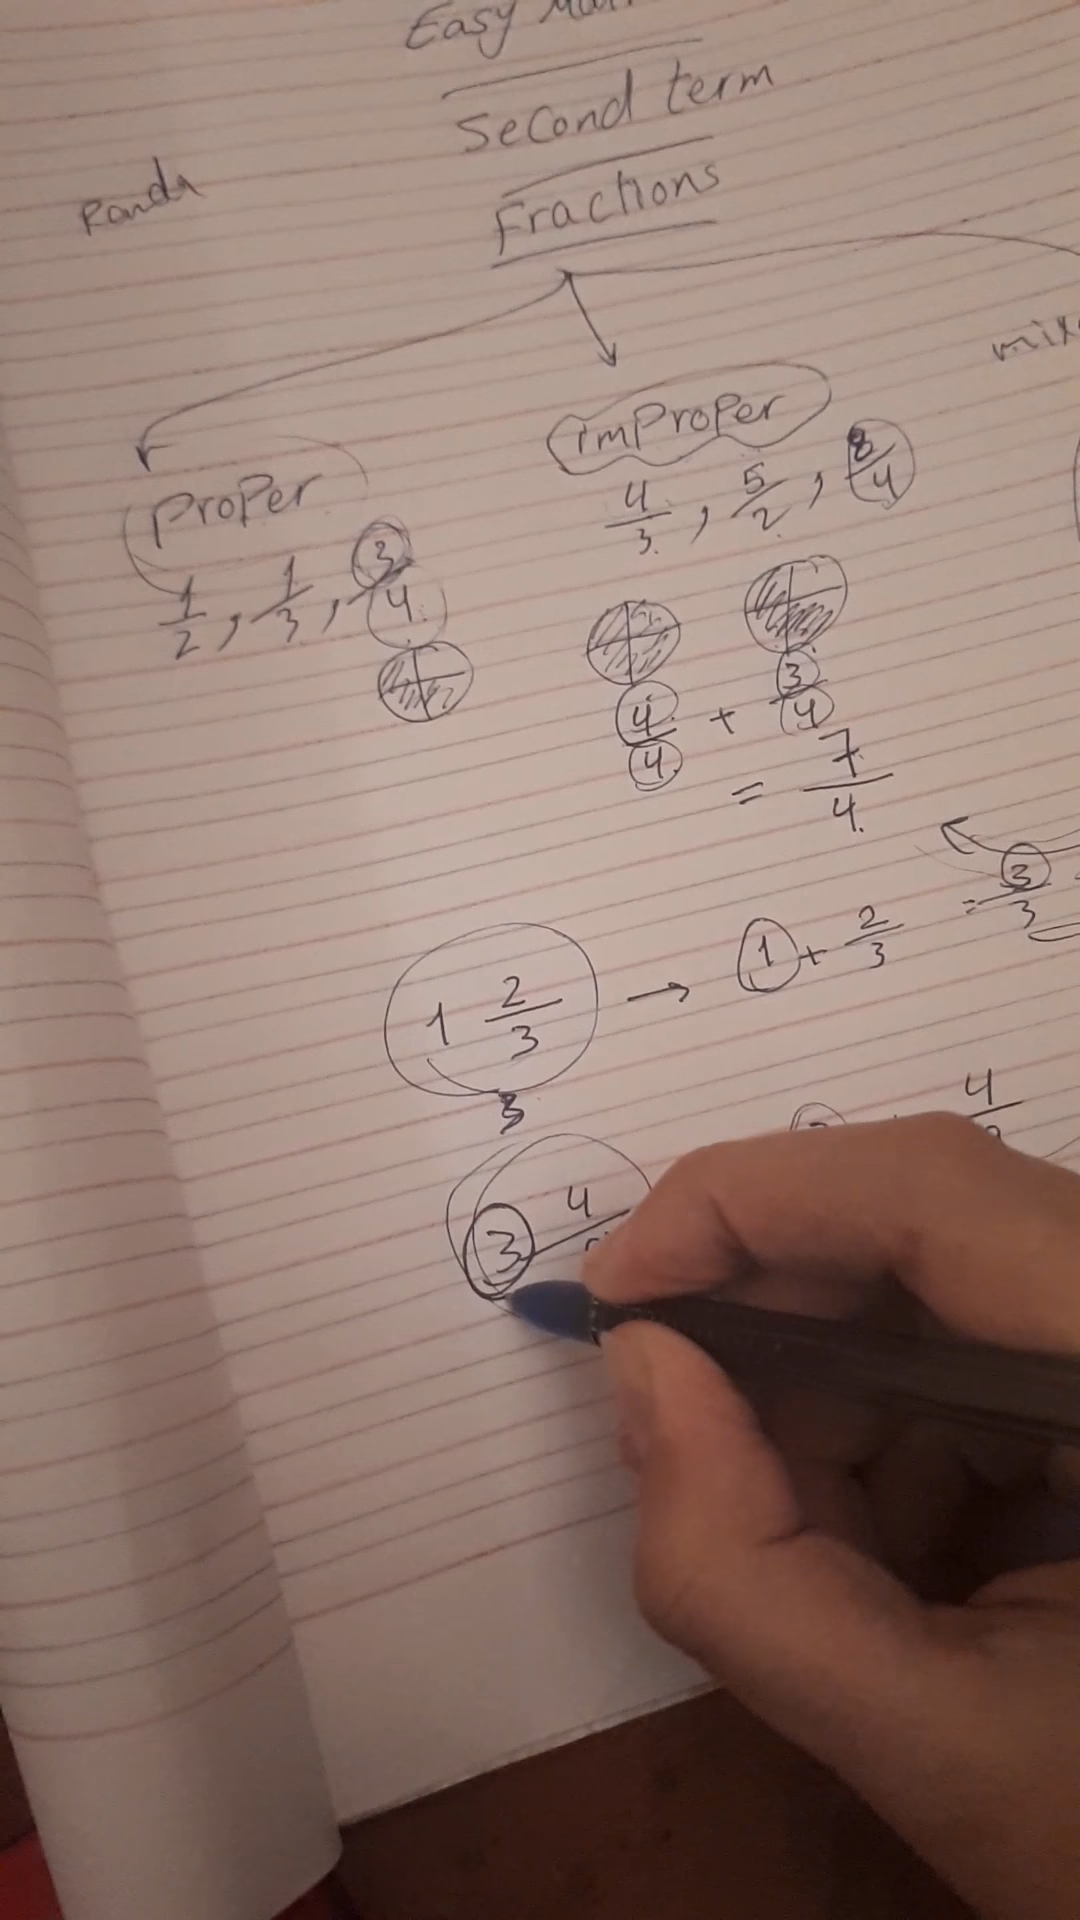 Easy
Second term
Randa
Fractions
improper
proper
4/3, 5/2, 8/4
1/2, 1/3, 3/4
4/4 + 3/4
= 7/4
1 2/3 → 1 + 2/3 = 3/3
3
4
3 4